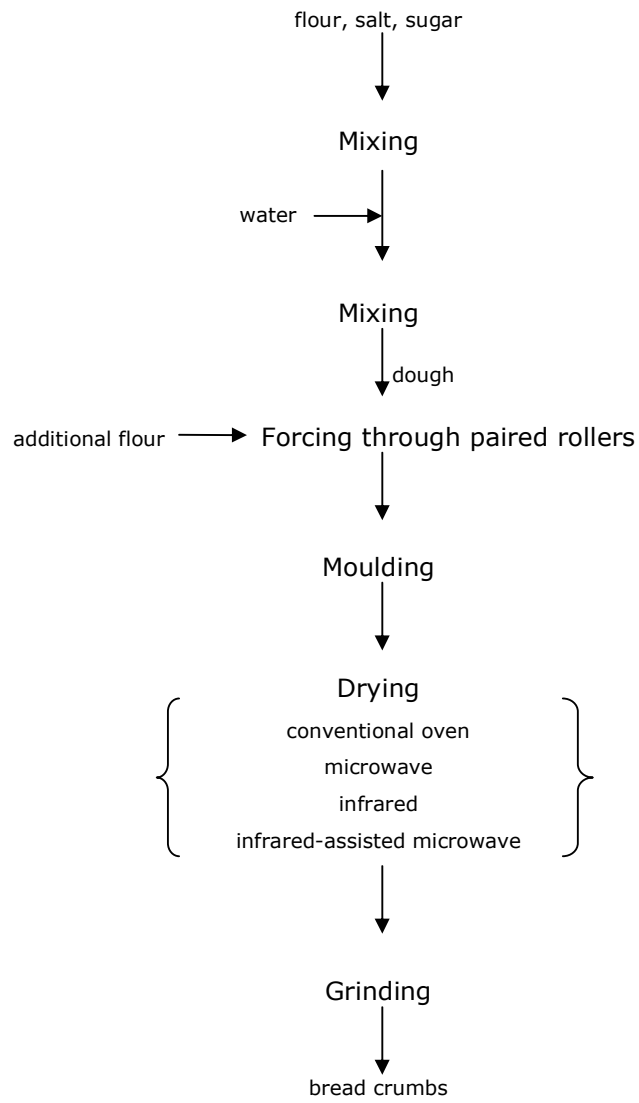 flour, salt, sugar
Mixing
water
Mixing
dough
additional flour
Forcing through paired rollers
Moulding
Drying
conventional oven
microwave
infrared
infrared-assisted microwave
Grinding
bread crumbs